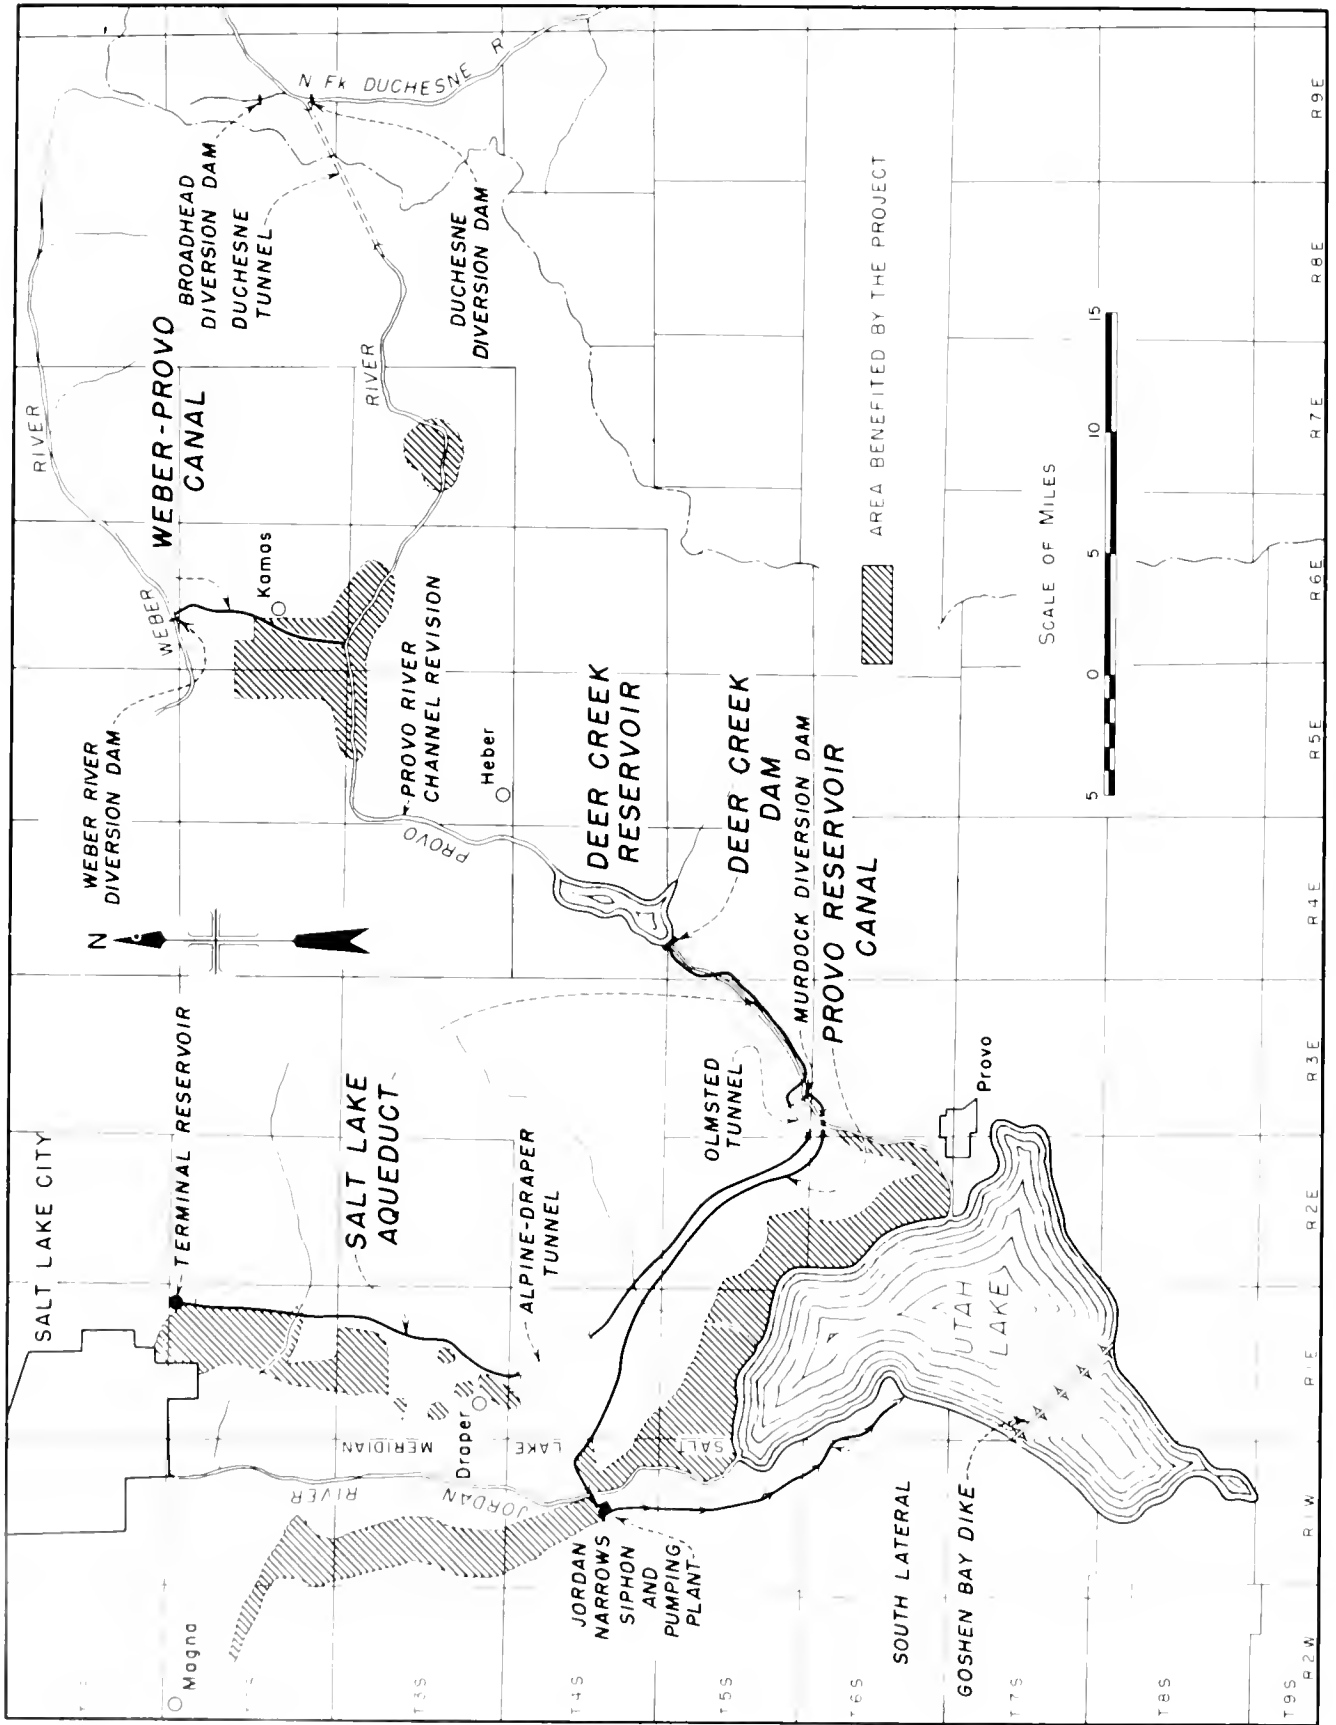 SALT LAKE CITY
TERMINAL RESERVOIR
SALT LAKE
AQUEDUCT
ALPINE-DRAPER
TUNNEL
Magna
Draper
SALT
LAKE
MERIDIAN
JORDAN
RIVER
JORDAN
NARROWS
SIPHON
AND
PUMPING
PLANT
SOUTH LATERAL
GOSHEN BAY DIKE
UTAH
LAKE
Provo
OLMSTED
TUNNEL
MURDOCK DIVERSION DAM
PROVO RESERVOIR
CANAL
DEER CREEK
DAM
DEER CREEK
RESERVOIR
N
WEBER RIVER
DIVERSION DAM
WEBER
RIVER
WEBER-PROVO
CANAL
Kamas
PROVO RIVER
CHANNEL REVISION
Heber
PROVO
RIVER
BROADHEAD
DIVERSION DAM
DUCHESNE
TUNNEL
N FK DUCHESNE R
DUCHESNE
DIVERSION DAM
AREA BENEFITED BY THE PROJECT
SCALE OF MILES
5 0 5 10 15
T3S
T4S
T5S
T6S
T7S
T8S
T9S
R2W
R1W
R1E
R2E
R3E
R4E
R5E
R6E
R7E
R8E
R9E